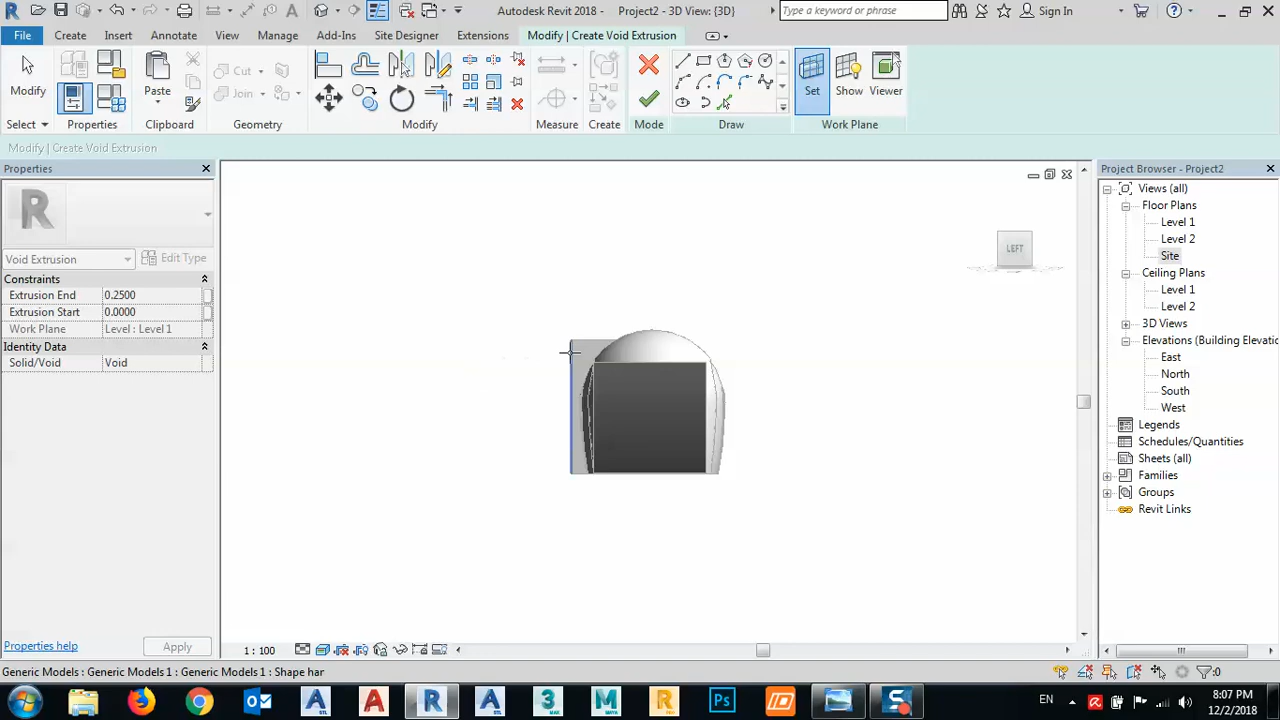 Autodesk Revit 2018 - Project2 - 3D View: {3D}
Type a keyword or phrase
Sign In
File Create Insert Annotate View Manage Add-Ins Site Designer Extensions Modify | Create Void Extrusion
Modify Paste Cut Join Set Show Viewer
Select Properties Clipboard Geometry Modify Measure Create Mode Draw Work Plane
Modify | Create Void Extrusion
Properties
R
Void Extrusion Edit Type
Constraints
Extrusion End 0.2500
Extrusion Start 0.0000
Work Plane Level : Level 1
Identity Data
Solid/Void Void
Properties help Apply
LEFT
Project Browser - Project2
Views (all)
Floor Plans
Level 1
Level 2
Site
Ceiling Plans
Level 1
Level 2
3D Views
Elevations (Building Elevatic
East
North
South
West
Legends
Schedules/Quantities
Sheets (all)
Families
Groups
Revit Links
1 : 100
Generic Models : Generic Models 1 : Generic Models 1 : Shape har
:0
EN
8:07 PM
12/2/2018